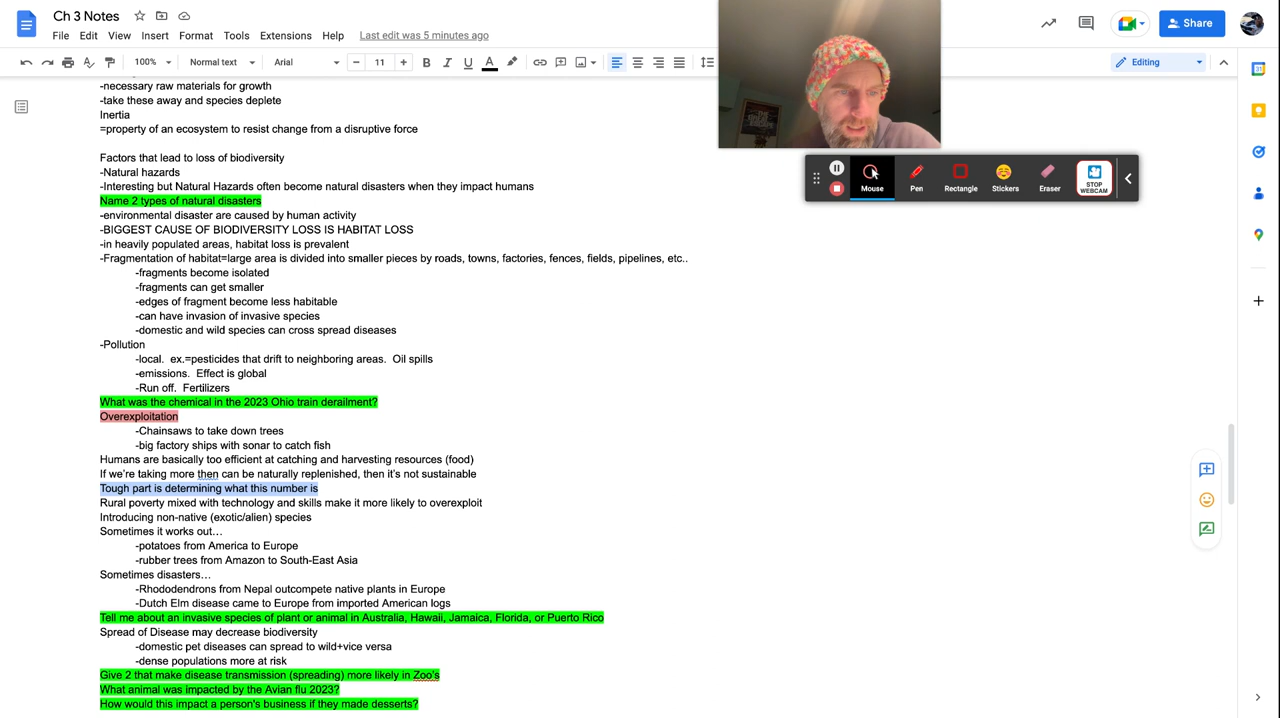 Ch 3 Notes
File Edit View Insert Format Tools Extensions Help Last edit was 5 minutes ago
Share
100% Normal text Arial 11 B I U A
Editing
-necessary raw materials for growth
-take these away and species deplete
Inertia
=property of an ecosystem to resist change from a disruptive force
Factors that lead to loss of biodiversity
-Natural hazards
-Interesting but Natural Hazards often become natural disasters when they impact humans
Name 2 types of natural disasters
-environmental disaster are caused by human activity
-BIGGEST CAUSE OF BIODIVERSITY LOSS IS HABITAT LOSS
-in heavily populated areas, habitat loss is prevalent
-Fragmentation of habitat=large area is divided into smaller pieces by roads, towns, factories, fences, fields, pipelines, etc..
-fragments become isolated
-fragments can get smaller
-edges of fragment become less habitable
-can have invasion of invasive species
-domestic and wild species can cross spread diseases
-Pollution
-local. ex.=pesticides that drift to neighboring areas. Oil spills
-emissions. Effect is global
-Run off. Fertilizers
What was the chemical in the 2023 Ohio train derailment?
Overexploitation
-Chainsaws to take down trees
-big factory ships with sonar to catch fish
Humans are basically too efficient at catching and harvesting resources (food)
If we're taking more then can be naturally replenished, then it's not sustainable
Tough part is determining what this number is
Rural poverty mixed with technology and skills make it more likely to overexploit
Introducing non-native (exotic/alien) species
Sometimes it works out…
-potatoes from America to Europe
-rubber trees from Amazon to South-East Asia
Sometimes disasters…
-Rhododendrons from Nepal outcompete native plants in Europe
-Dutch Elm disease came to Europe from imported American logs
Tell me about an invasive species of plant or animal in Australia, Hawaii, Jamaica, Florida, or Puerto Rico
Spread of Disease may decrease biodiversity
-domestic pet diseases can spread to wild+vice versa
-dense populations more at risk
Give 2 that make disease transmission (spreading) more likely in Zoo's
What animal was impacted by the Avian flu 2023?
How would this impact a person's business if they made desserts?
Mouse Pen Rectangle Stickers Eraser STOP WEBCAM